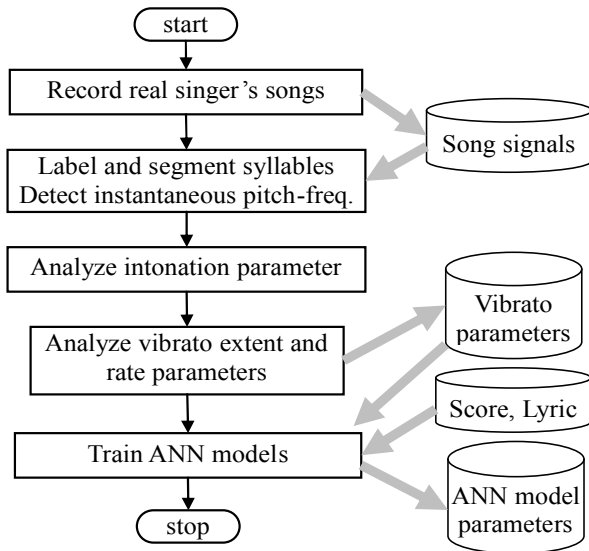 start
Record real singer’s songs
Song signals
Label and segment syllables
Detect instantaneous pitch-freq.
Analyze intonation parameter
Vibrato
parameters
Analyze vibrato extent and
rate parameters
Score, Lyric
Train ANN models
ANN model
parameters
stop